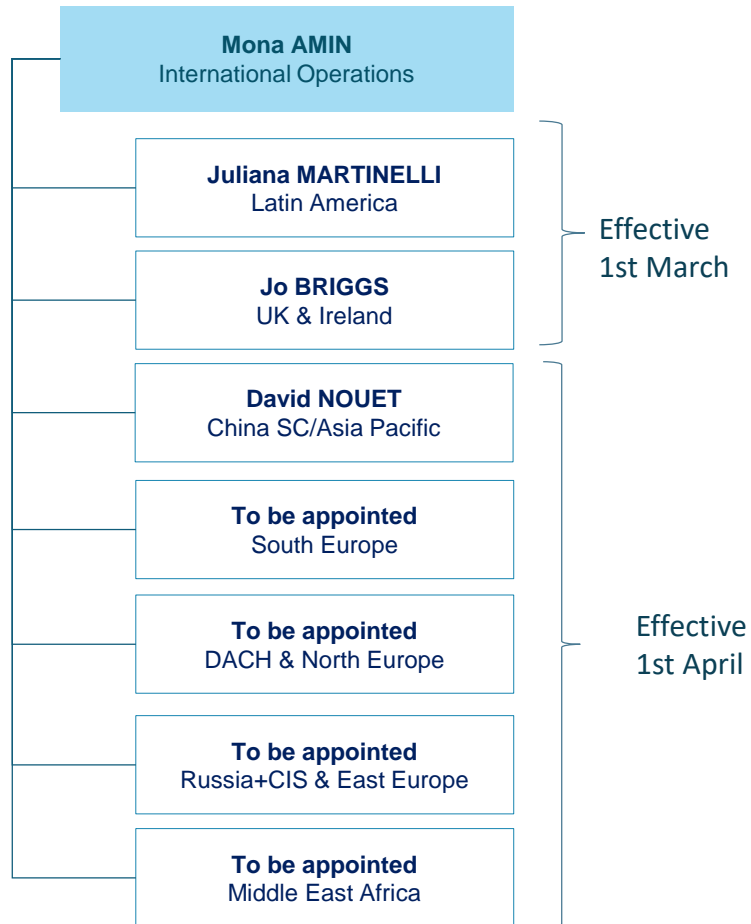 Mona AMIN
International Operations
Juliana MARTINELLI
Latin America
Effective
1st March
Jo BRIGGS
UK & Ireland
David NOUET
China SC/Asia Pacific
To be appointed
South Europe
To be appointed
DACH & North Europe
Effective
1st April
To be appointed
Russia+CIS & East Europe
To be appointed
Middle East Africa